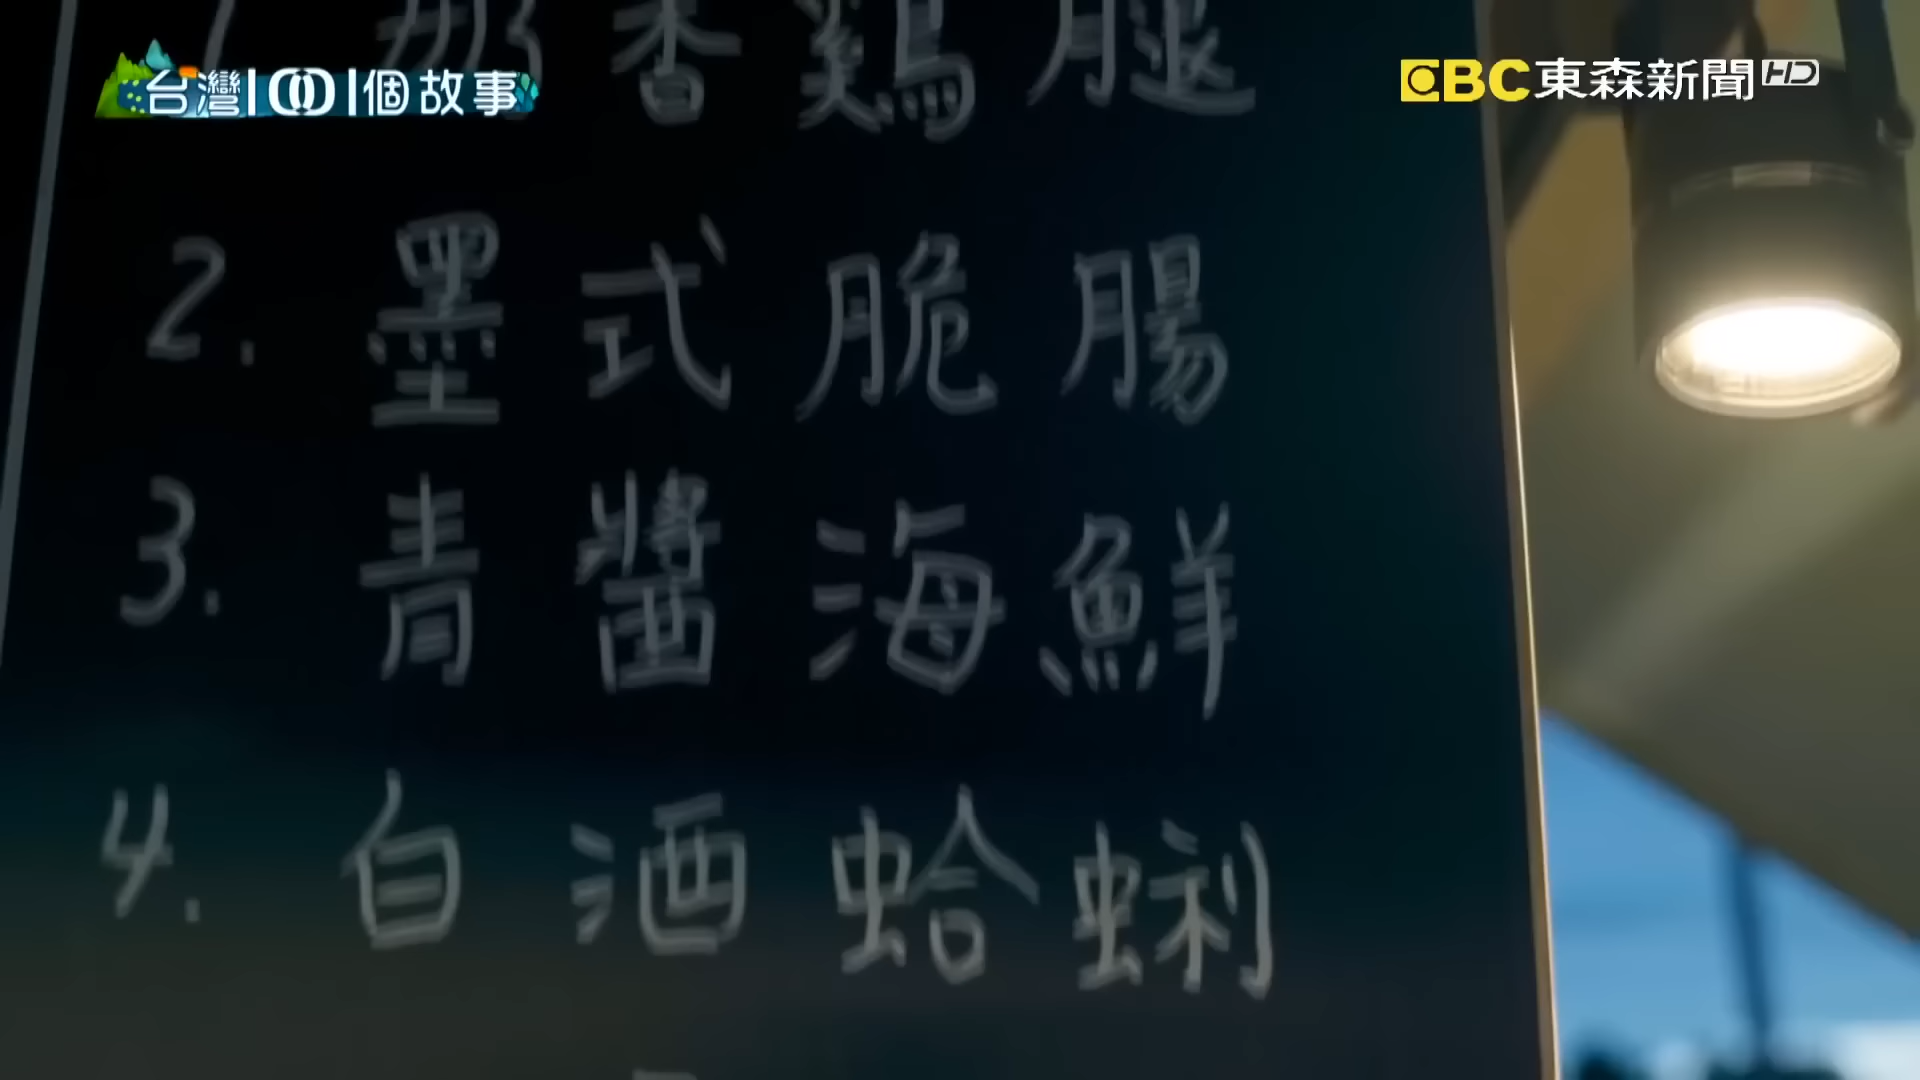 台灣1001個故事
EBC東森新聞HD
香雞腿
2. 墨式脆腸
3. 青醬海鮮
4. 白酒蛤蜊